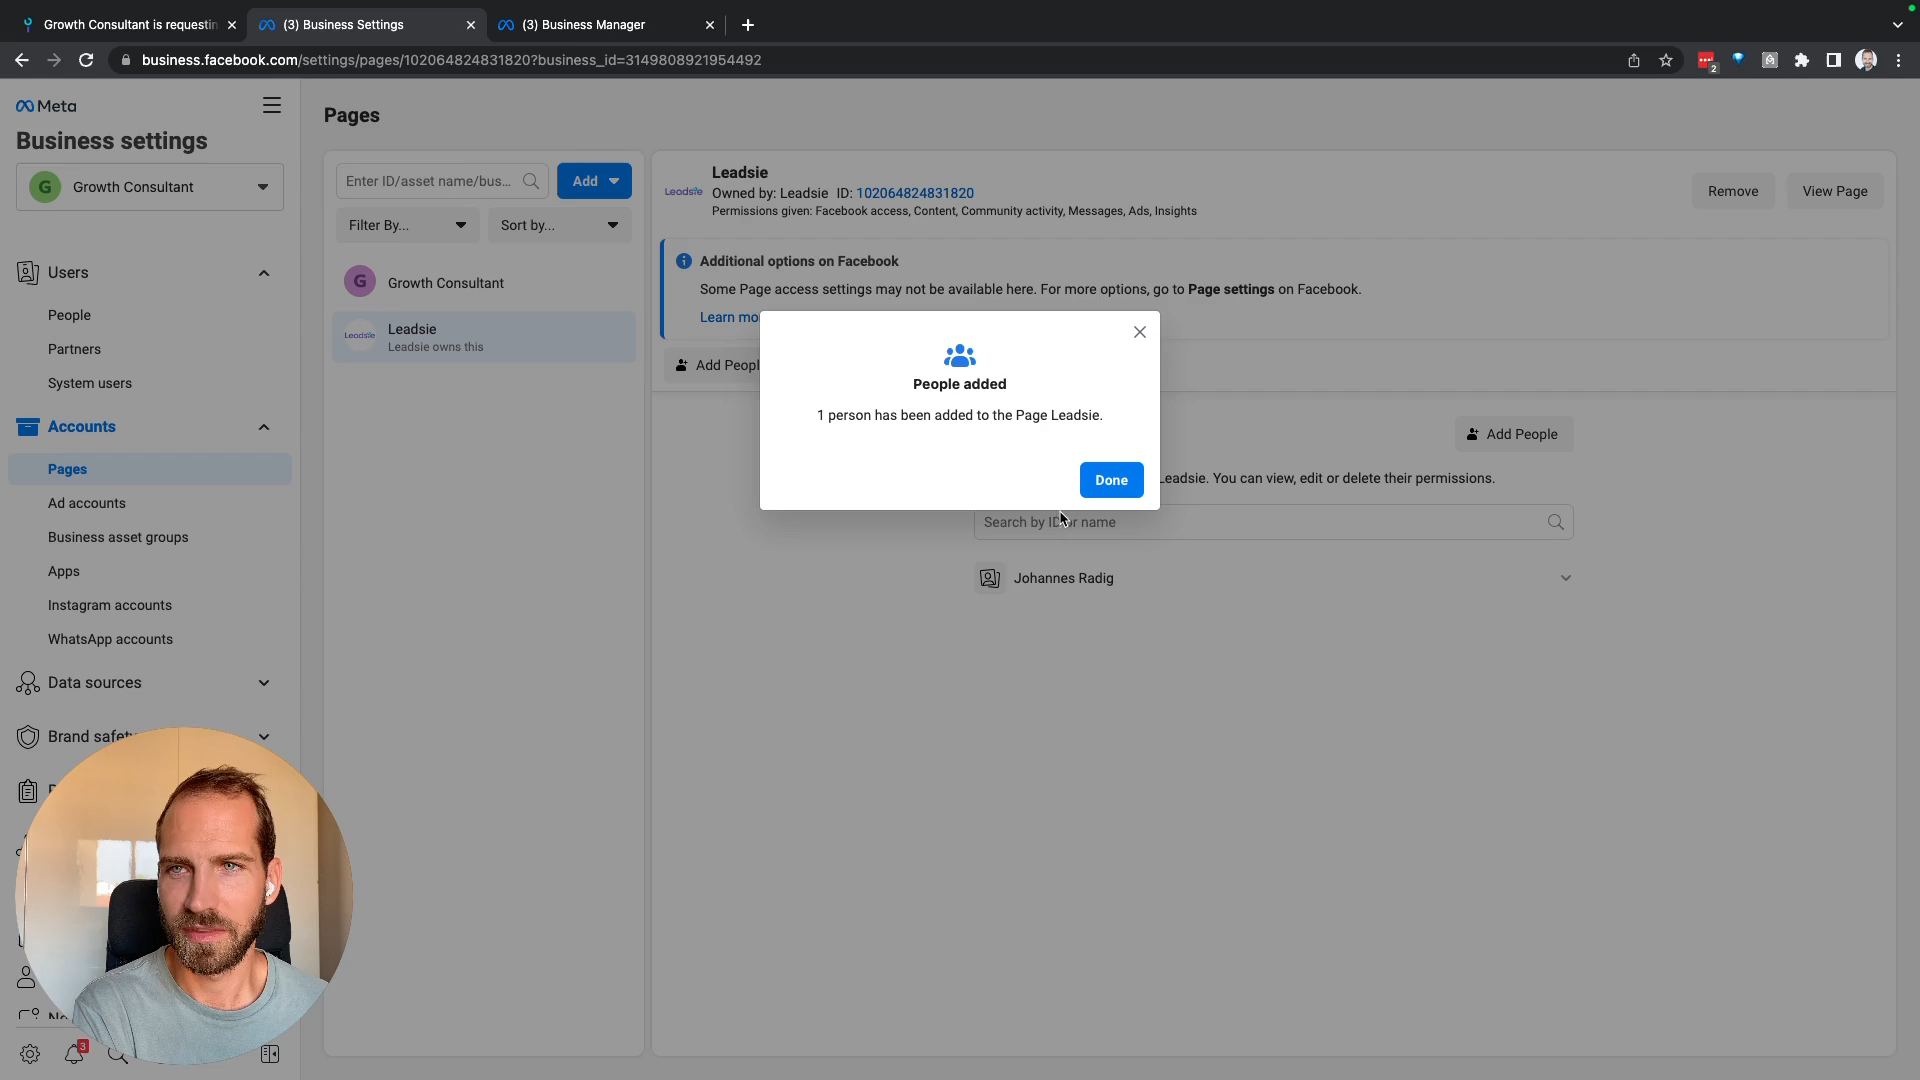 Growth Consultant is requestin
(3) Business Settings
(3) Business Manager
business.facebook.com/settings/pages/102064824831820?business_id=3149808921954492
2
Meta
Business settings
G
Growth Consultant
Users
People
Partners
System users
Accounts
Pages
Ad accounts
Business asset groups
Apps
Instagram accounts
WhatsApp accounts
Data sources
Brand safety
3
Pages
Enter ID/asset name/bus...
Add
Filter By...
Sort by...
G
Growth Consultant
Leadsie
Leadsie
Leadsie owns this
Leadsie
Leadsie
Owned by: Leadsie ID: 102064824831820
Permissions given: Facebook access, Content, Community activity, Messages, Ads, Insights
Remove
View Page
Additional options on Facebook
Some Page access settings may not be available here. For more options, go to Page settings on Facebook.
Learn mo
Add Peopl
People added
1 person has been added to the Page Leadsie.
Done
Add People
Leadsie. You can view, edit or delete their permissions.
Search by ID or name
Johannes Radig